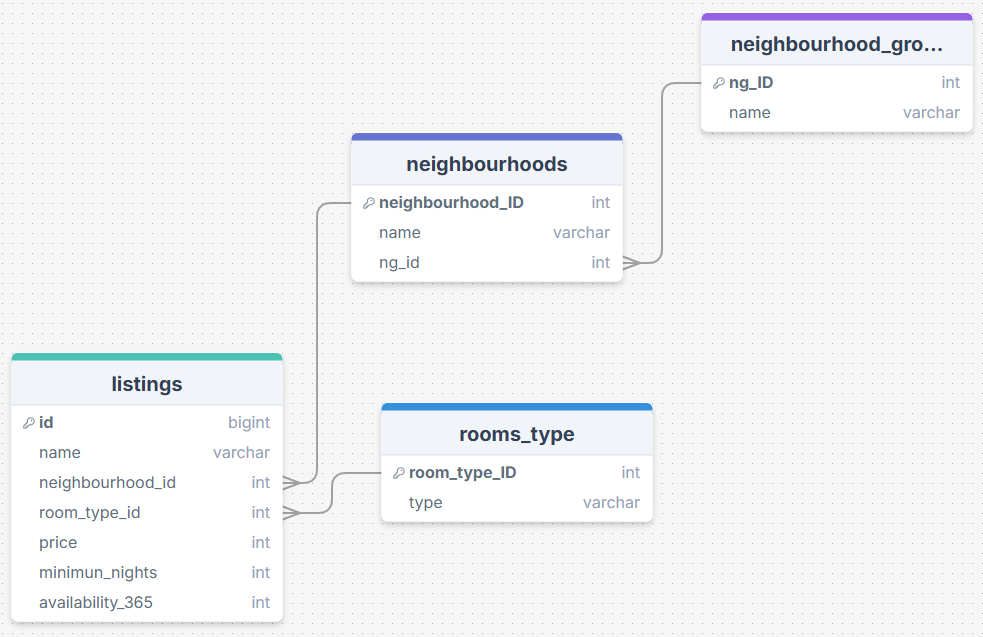 neighbourhood_gro...
ng_ID int
name varchar
neighbourhoods
neighbourhood_ID int
name varchar
ng_id int
listings
id bigint
name varchar
neighbourhood_id int
room_type_id int
price int
minimun_nights int
availability_365 int
rooms_type
room_type_ID int
type varchar